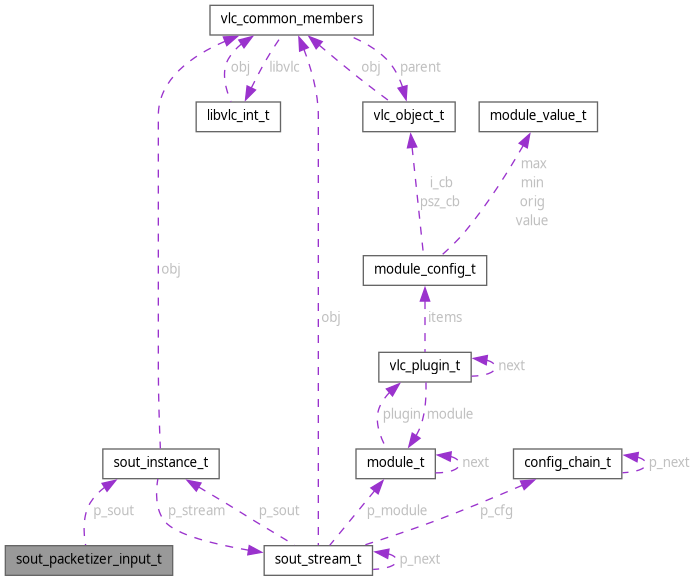 vlc_common_members
obj
libvlc
obj
parent
libvlc_int_t
vlc_object_t
module_value_t
i_cb
psz_cb
max
min
orig
value
obj
module_config_t
obj
items
vlc_plugin_t
next
plugin
module
sout_instance_t
module_t
next
config_chain_t
p_next
p_sout
p_stream
p_sout
p_module
p_cfg
sout_packetizer_input_t
sout_stream_t
p_next